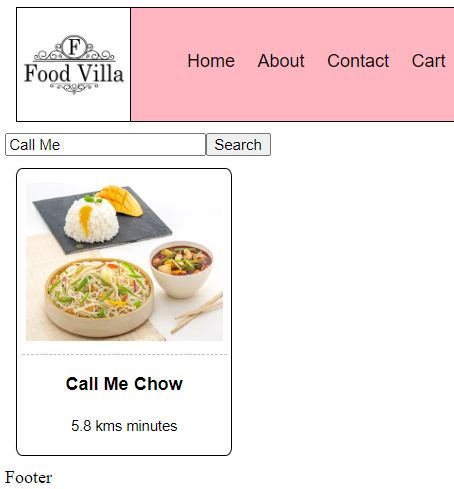 F
Food Villa
Home About Contact Cart
Call Me Search
Call Me Chow
5.8 kms minutes
Footer